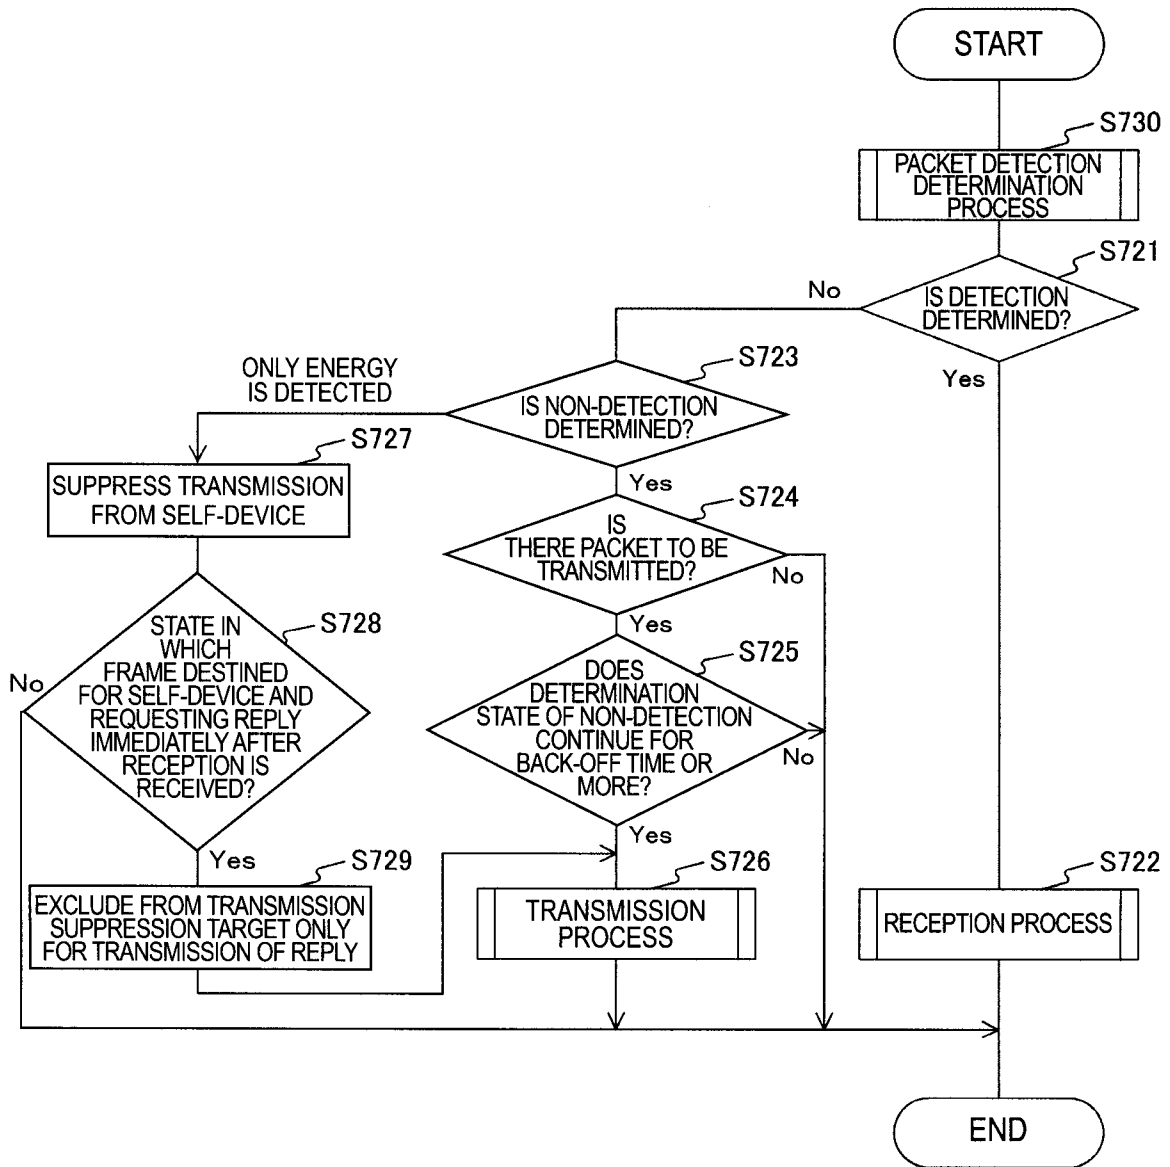 START
S730
PACKET DETECTION
DETERMINATION
PROCESS
S721
IS DETECTION
DETERMINED?
No
Yes
S723
IS NON-DETECTION
DETERMINED?
ONLY ENERGY
IS DETECTED
Yes
S727
SUPPRESS TRANSMISSION
FROM SELF-DEVICE
S724
IS
THERE PACKET TO BE
TRANSMITTED?
No
Yes
S728
STATE IN
WHICH
FRAME DESTINED
FOR SELF-DEVICE AND
REQUESTING REPLY
IMMEDIATELY AFTER
RECEPTION IS
RECEIVED?
No
Yes
S725
DOES
DETERMINATION
STATE OF NON-DETECTION
CONTINUE FOR
BACK-OFF TIME OR
MORE?
No
Yes
S729
EXCLUDE FROM TRANSMISSION
SUPPRESSION TARGET ONLY
FOR TRANSMISSION OF REPLY
S726
TRANSMISSION
PROCESS
S722
RECEPTION PROCESS
END